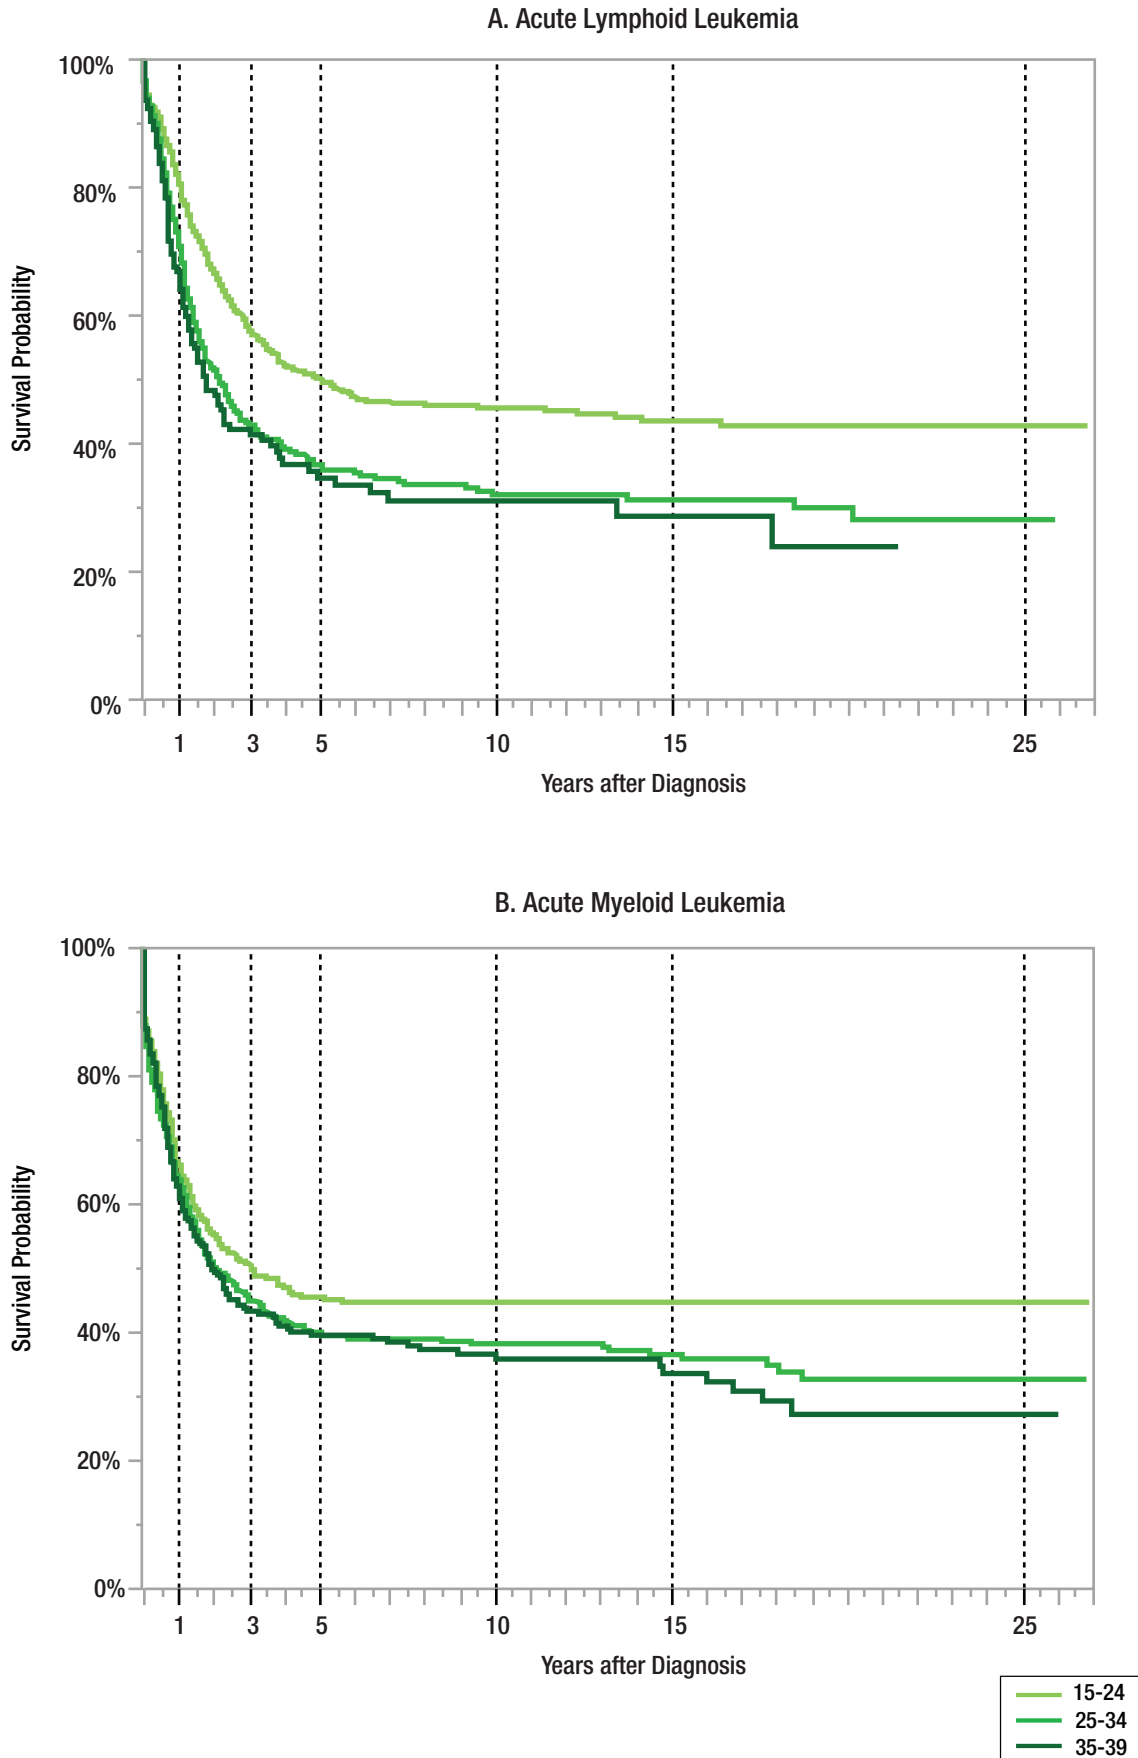 A. Acute Lymphoid Leukemia
100%
80%
60%
40%
20%
0%
Survival Probability
1 3 5 10 15 25
Years after Diagnosis
B. Acute Myeloid Leukemia
100%
80%
60%
40%
20%
0%
Survival Probability
1 3 5 10 15 25
Years after Diagnosis
15-24
25-34
35-39